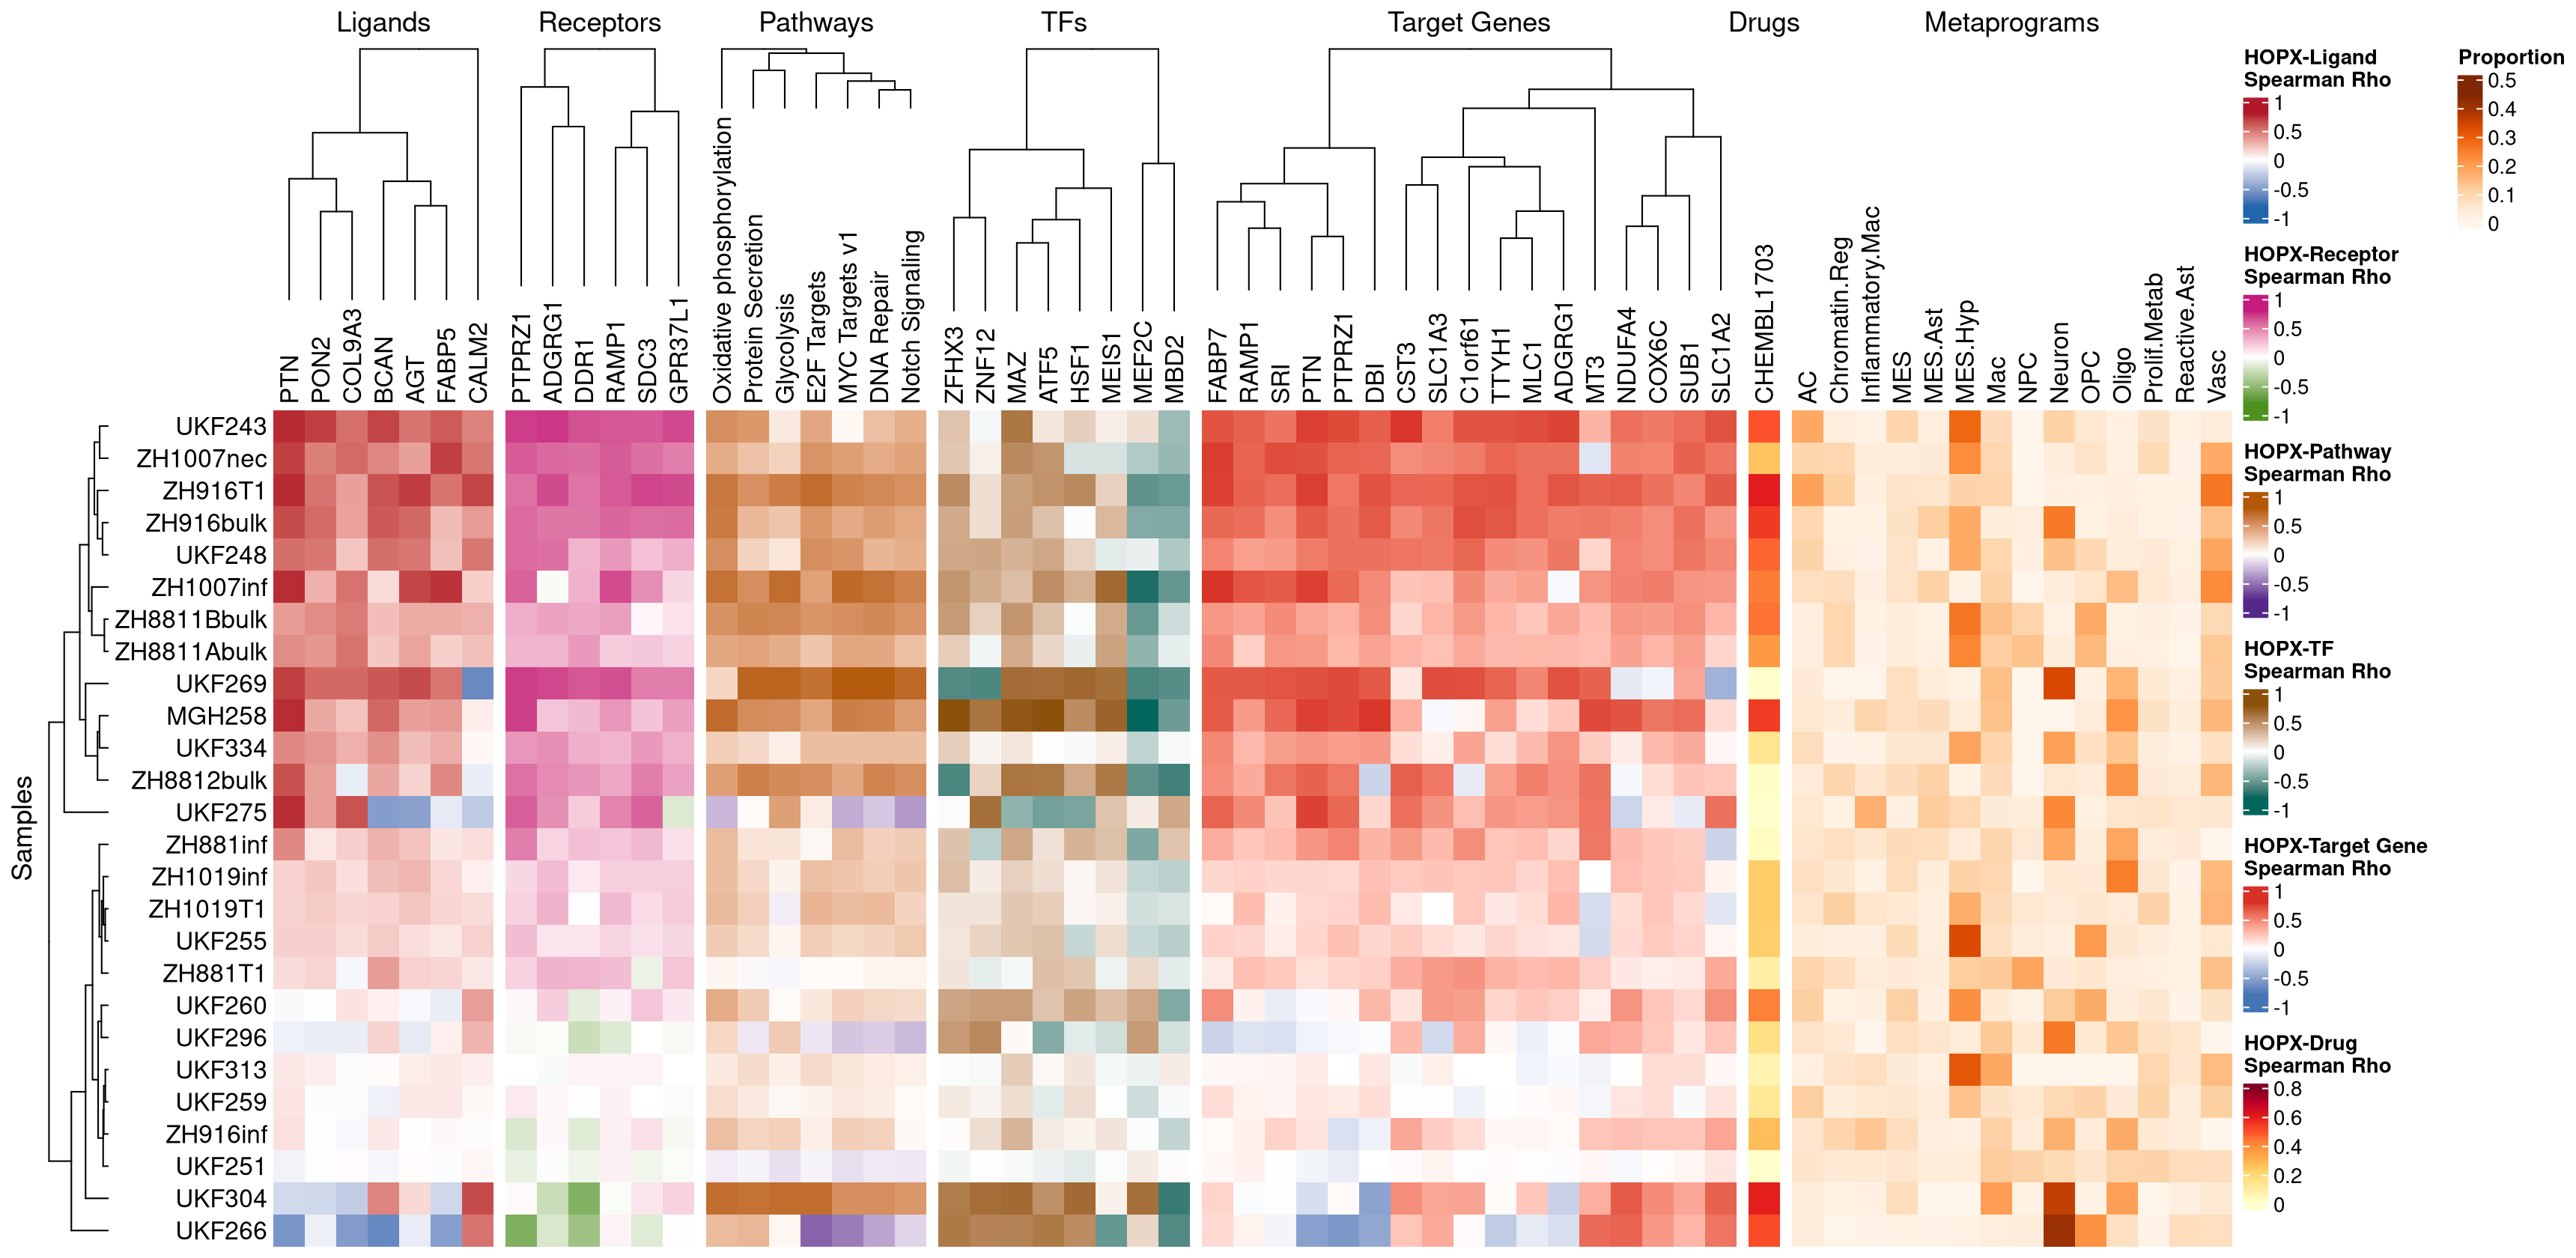 Ligands Receptors Pathways TFs Target Genes Drugs Metaprograms
PTN PON2 COL9A3 BCAN AGT FABP5 CALM2
PTPRZ1 ADGRG1 DDR1 RAMP1 SDC3 GPR37L1
Oxidative phosphorylation Protein Secretion Glycolysis E2F Targets MYC Targets v1 DNA Repair Notch Signaling
ZFHX3 ZNF12 MAZ ATF5 HSF1 MEIS1 MEF2C MBD2
FABP7 RAMP1 SRI PTN PTPRZ1 DBI CST3 SLC1A3 C1orf61 TTYH1 MLC1 ADGRG1 MT3 NDUFA4 COX6C SUB1 SLC1A2
CHEMBL1703
AC Chromatin.Reg Inflammatory.Mac MES MES.Ast MES.Hyp Mac NPC Neuron OPC Oligo Prolif.Metab Reactive.Ast Vasc
Samples
UKF243
ZH1007nec
ZH916T1
ZH916bulk
UKF248
ZH1007inf
ZH8811Bbulk
ZH8811Abulk
UKF269
MGH258
UKF334
ZH8812bulk
UKF275
ZH881inf
ZH1019inf
ZH1019T1
UKF255
ZH881T1
UKF260
UKF296
UKF313
UKF259
ZH916inf
UKF251
UKF304
UKF266
HOPX-Ligand
Spearman Rho
1
0.5
0
-0.5
-1
HOPX-Receptor
Spearman Rho
1
0.5
0
-0.5
-1
HOPX-Pathway
Spearman Rho
1
0.5
0
-0.5
-1
HOPX-TF
Spearman Rho
1
0.5
0
-0.5
-1
HOPX-Target Gene
Spearman Rho
1
0.5
0
-0.5
-1
HOPX-Drug
Spearman Rho
0.8
0.6
0.4
0.2
0
Proportion
0.5
0.4
0.3
0.2
0.1
0